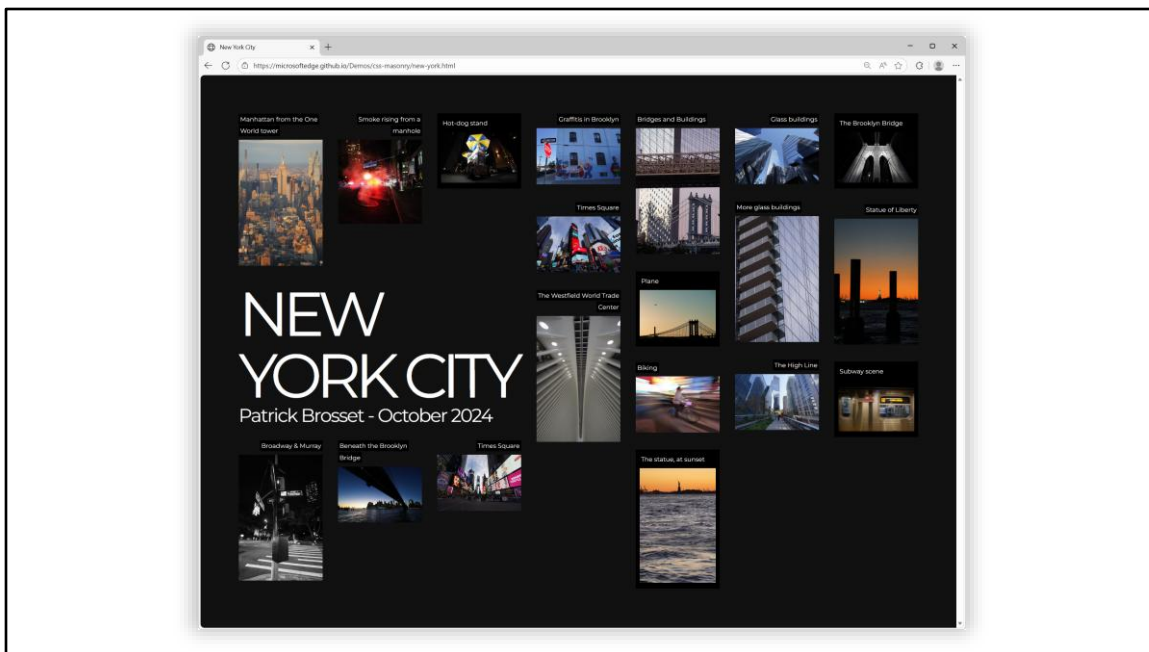 New York City
https://microsoftedge.github.io/Demos/css-masonry/new-york.html
Manhattan from the One
World tower
Smoke rising from a
manhole
Hot-dog stand
Graffitis in Brooklyn
Bridges and Buildings
Glass buildings
The Brooklyn Bridge
Times Square
More glass buildings
Statue of Liberty
Plane
The Westfield World Trade
Center
NEW
YORK CITY
Patrick Brosset - October 2024
Biking
The High Line
Subway scene
Broadway & Murray
Beneath the Brooklyn
Bridge
Times Square
The statue, at sunset